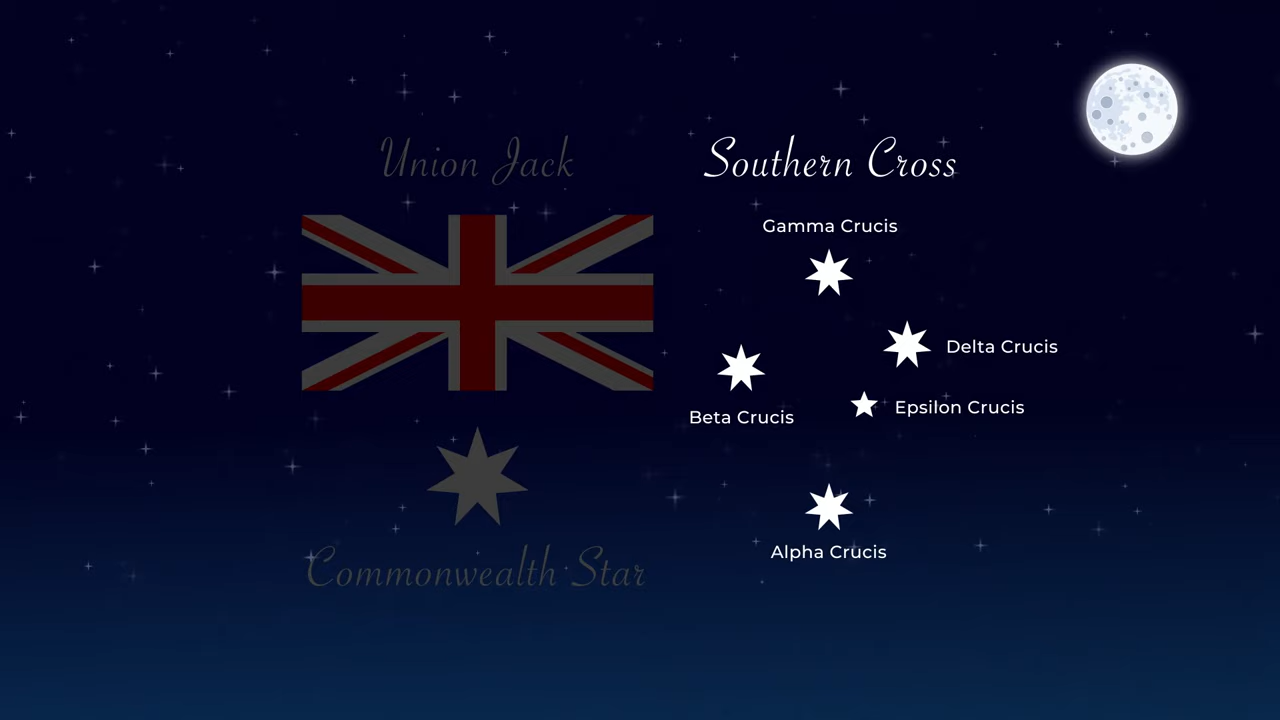 Union Jack
Southern Cross
Gamma Crucis
Delta Crucis
Epsilon Crucis
Beta Crucis
Alpha Crucis
Commonwealth Star